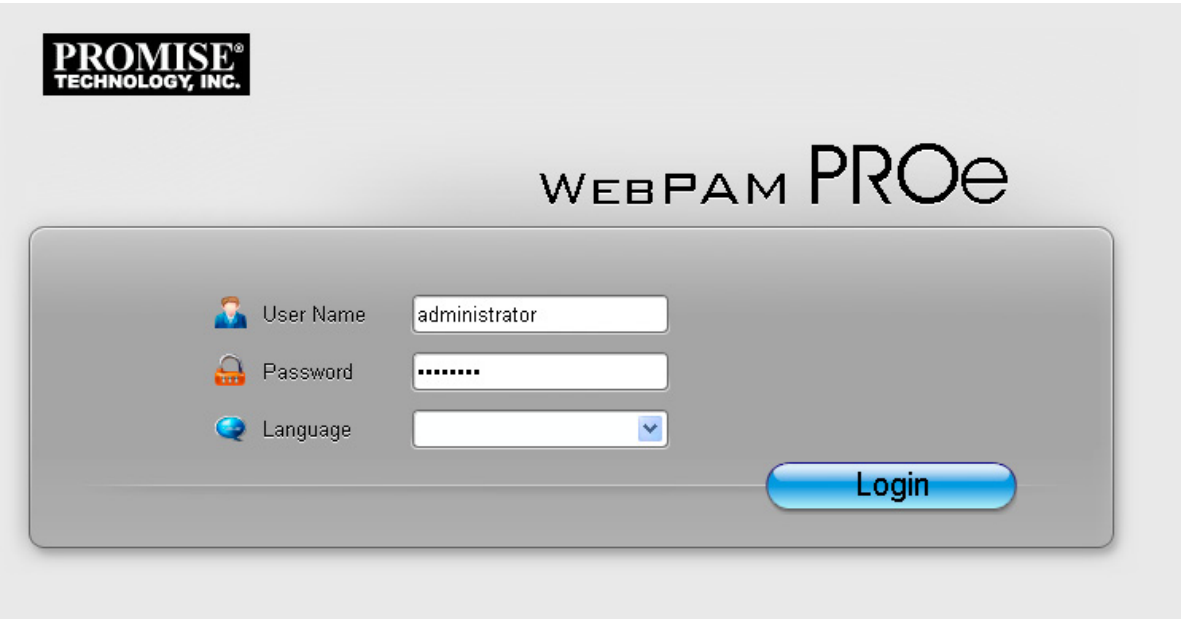 PROMISE®
TECHNOLOGY, INC.
WEBPAM PROe
User Name administrator
Password ••••••••
Language
Login